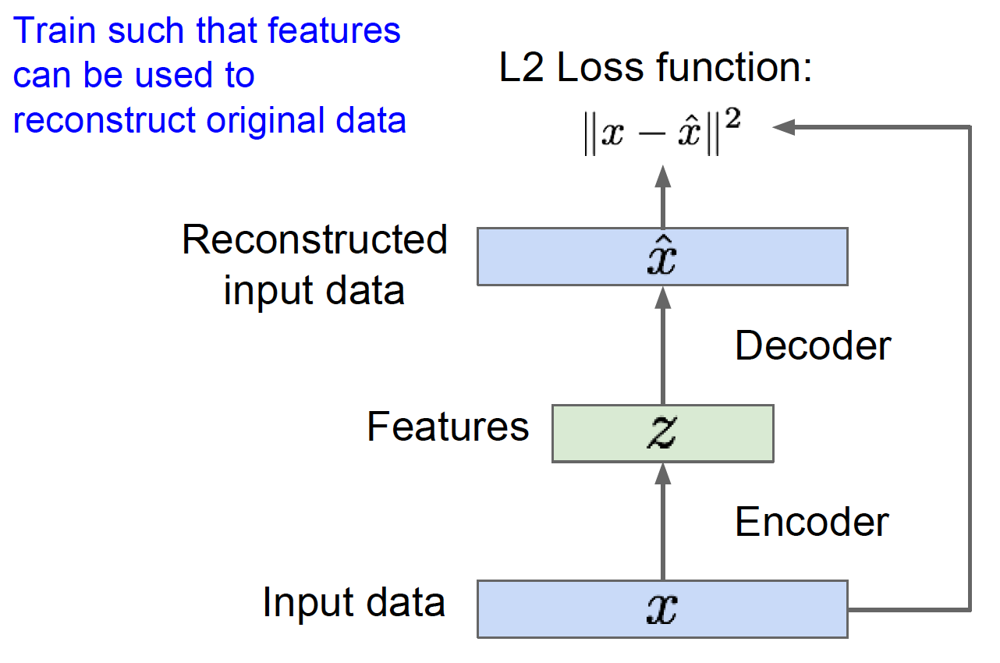 Train such that features
can be used to
reconstruct original data
L2 Loss function:
‖x − x̂‖²
Reconstructed
input data
x̂
Decoder
Features
z
Encoder
Input data
x